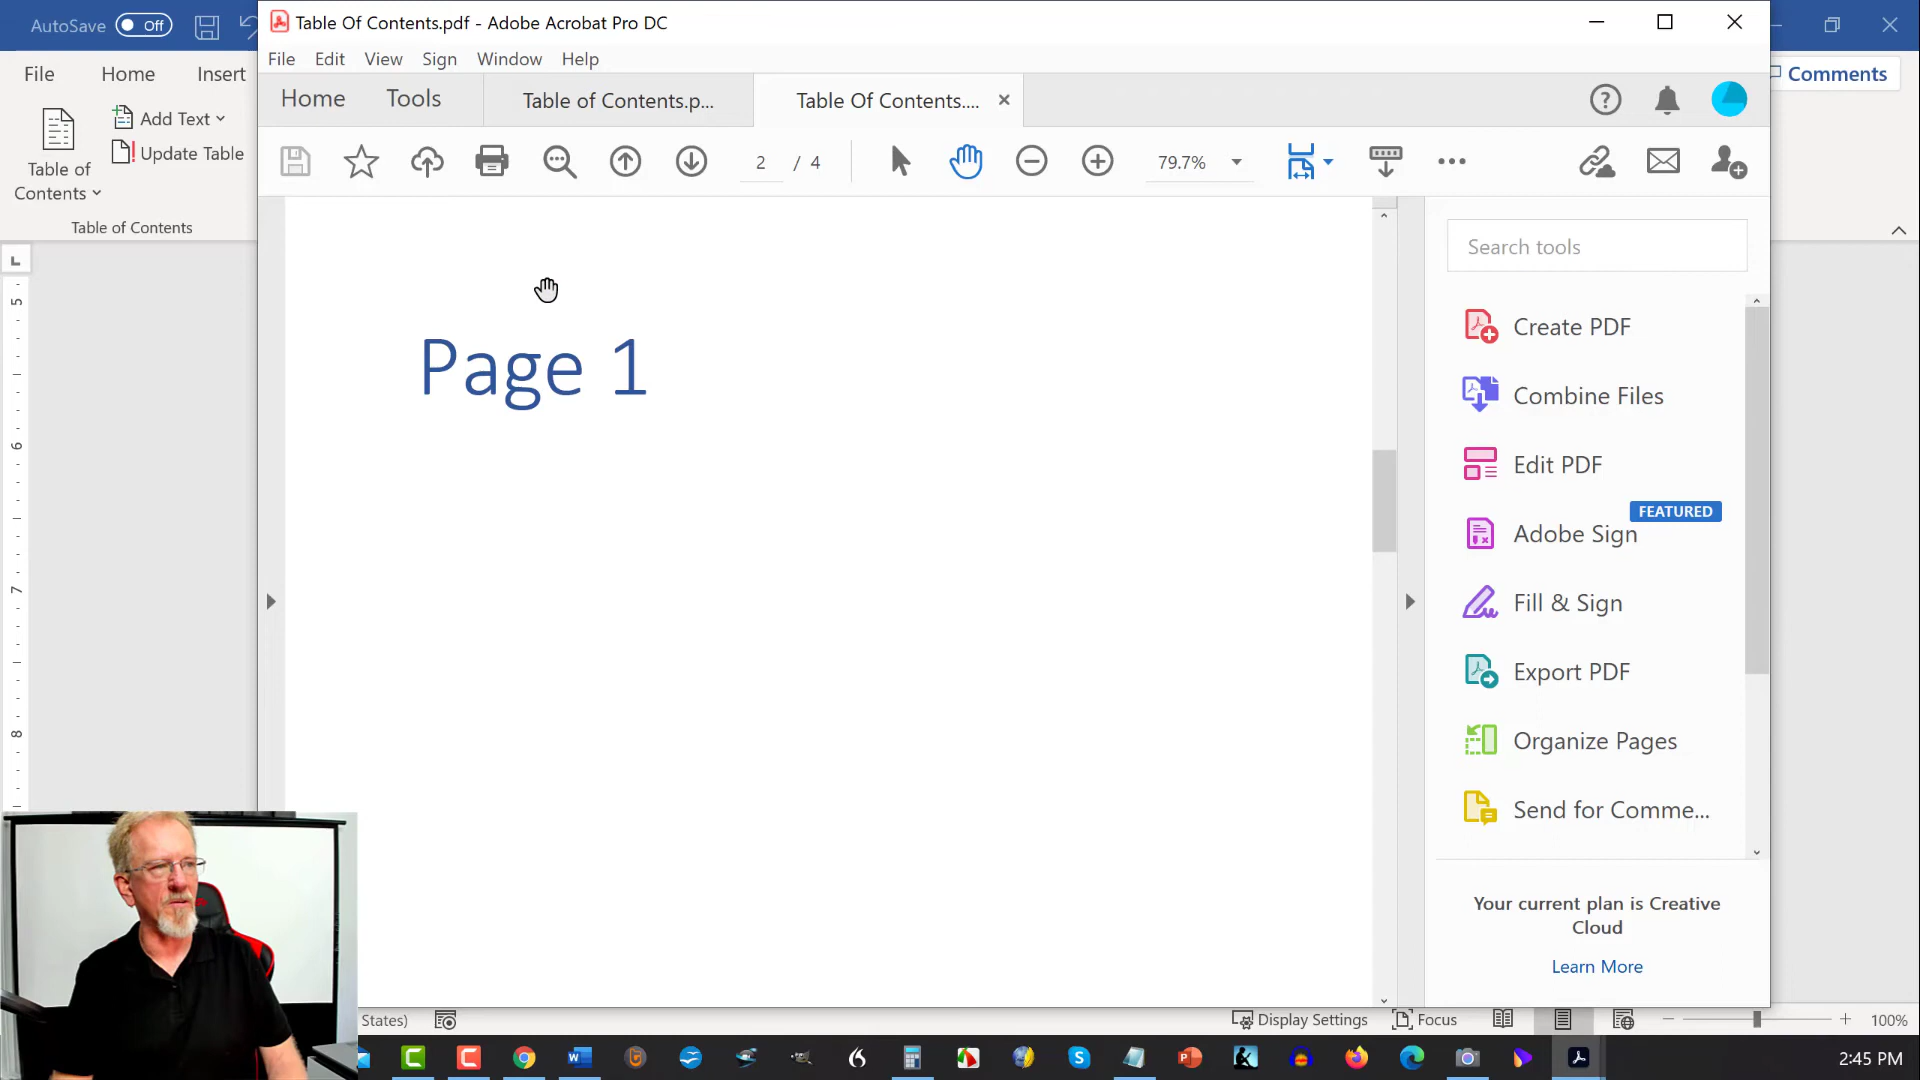 AutoSave Off
Table Of Contents.pdf - Adobe Acrobat Pro DC
File Home Insert
File Edit View Sign Window Help
Comments
Home Tools Table of Contents.p... Table Of Contents....
Table of
Contents
Add Text
Update Table
Table of Contents
2 / 4
79.7%
Search tools
L
5
6
7
8
Page 1
Create PDF
Combine Files
Edit PDF
FEATURED
Adobe Sign
Fill & Sign
Export PDF
Organize Pages
Send for Comme...
Your current plan is Creative
Cloud
Learn More
States)
Display Settings Focus
100%
2:45 PM